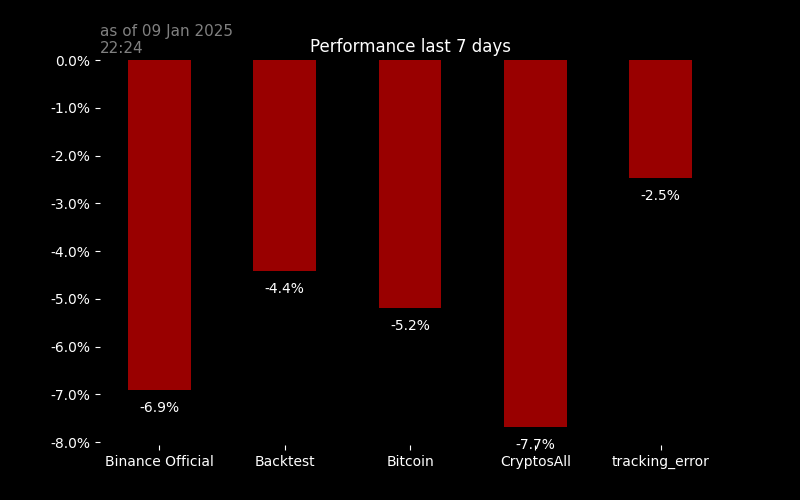 as of 09 Jan 2025
22:24
Performance last 7 days
0.0%
-1.0%
-2.0%
-3.0%
-4.0%
-5.0%
-6.0%
-7.0%
-8.0%
-6.9%
-4.4%
-5.2%
-7.7%
-2.5%
Binance Official
Backtest
Bitcoin
CryptosAll
tracking_error